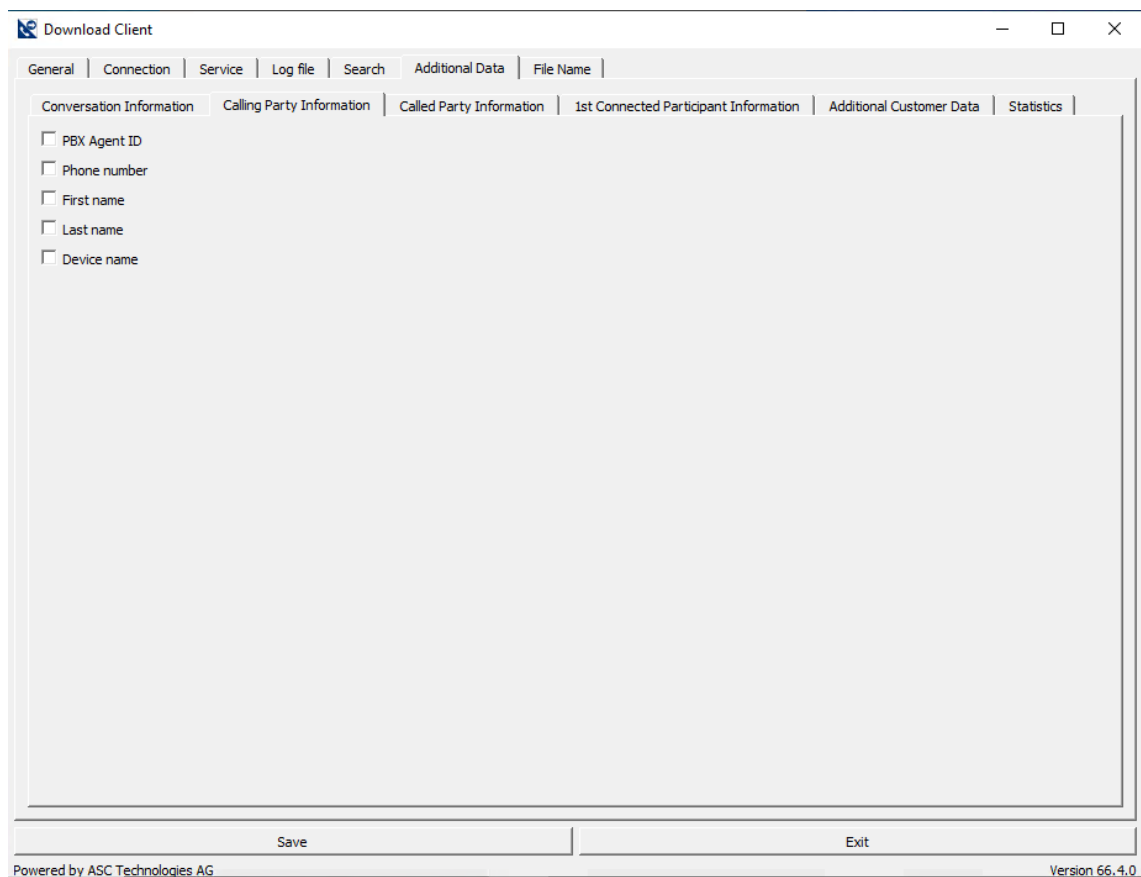 Download Client
General Connection Service Log file Search Additional Data File Name
Conversation Information Calling Party Information Called Party Information 1st Connected Participant Information Additional Customer Data Statistics
PBX Agent ID
Phone number
First name
Last name
Device name
Save Exit
Powered by ASC Technologies AG Version 66.4.0